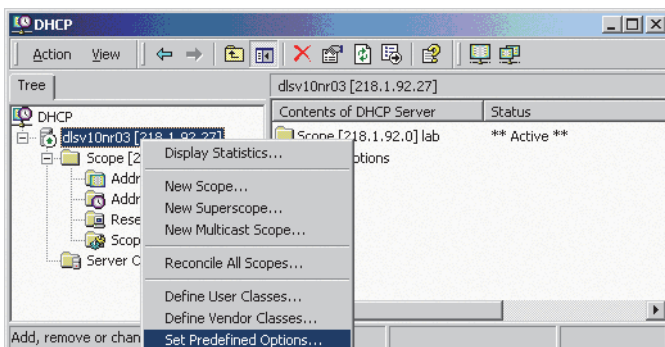 DHCP
Action View
Tree
dlsv10nr03 [218.1.92.27]
DHCP
Contents of DHCP Server Status
dlsv10nr03 [218.1.92.27]
Scope [218.1.92.0] lab ** Active **
Scope [2
Display Statistics...
Addr
New Scope...
Addr
New Superscope...
Rese
New Multicast Scope...
Scop
Server O
Reconcile All Scopes...
Define User Classes...
Define Vendor Classes...
Add, remove or chan
Set Predefined Options...